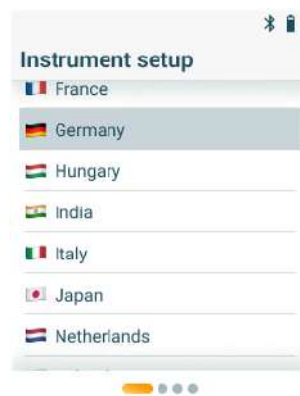 Instrument setup
France
Germany
Hungary
India
Italy
Japan
Netherlands